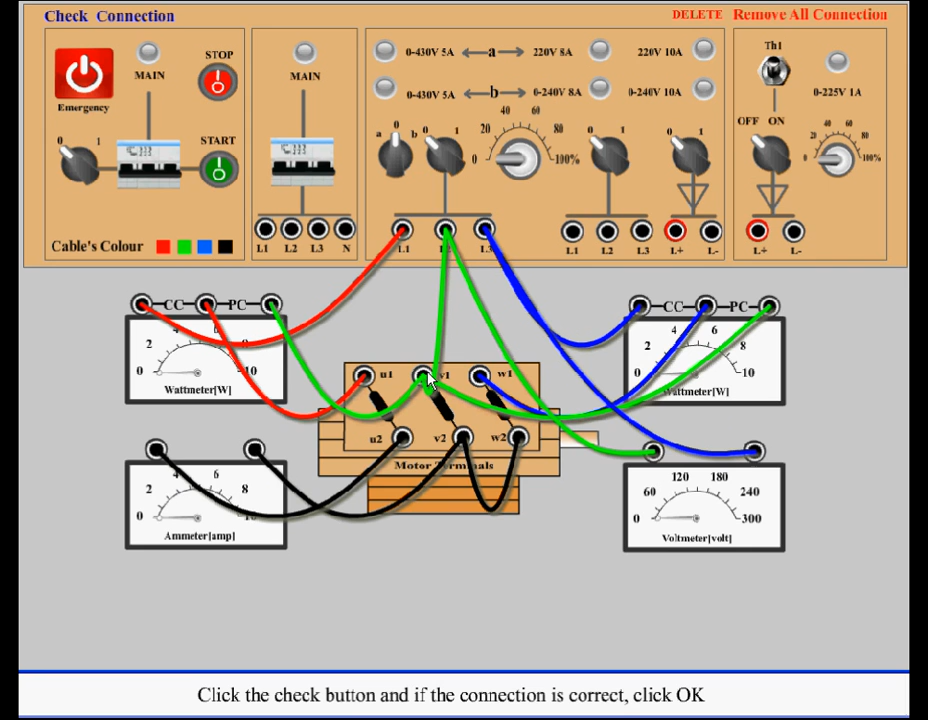 Check Connection
DELETE Remove All Connection
Emergency
MAIN
STOP
START
0 1
Cable's Colour
MAIN
L1 L2 L3 N
0-430V 5A a 220V 8A 220V 10A
0-430V 5A b 0-240V 8A 0-240V 10A
a 0 b 0 1
0 20 40 60 80 100%
0 1
0 1
L1 L2 L3
L1 L2 L3 L+ L-
Th1
OFF ON
0-225V 1A
0 20 40 60 80 100%
L+ L-
CC PC
0 2 4 6 8 10
Wattmeter[W]
CC PC
0 2 4 6 8 10
Wattmeter[W]
u1 v1 w1
u2 v2 w2
Motor Terminals
0 2 4 6 8 10
Ammeter[amp]
0 60 120 180 240 300
Voltmeter[volt]
Click the check button and if the connection is correct, click OK